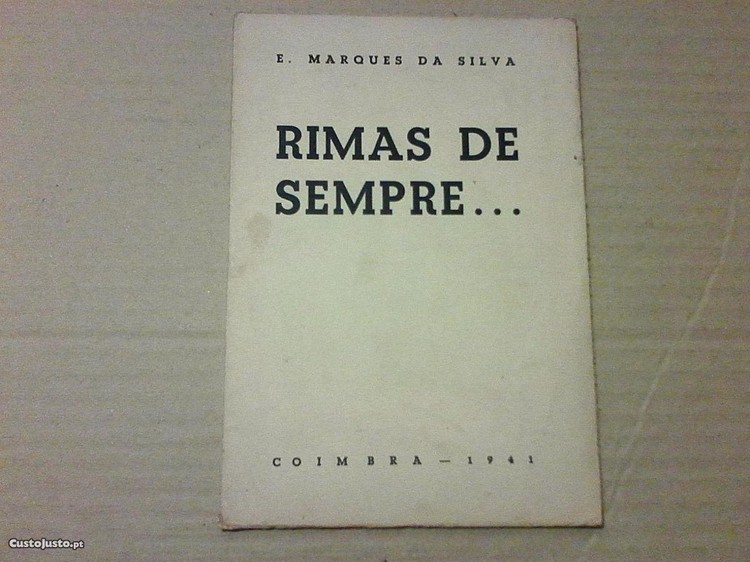 E. MARQUES DA SILVA
RIMAS DE
SEMPRE...
COIMBRA — 1941
CustoJusto.pt